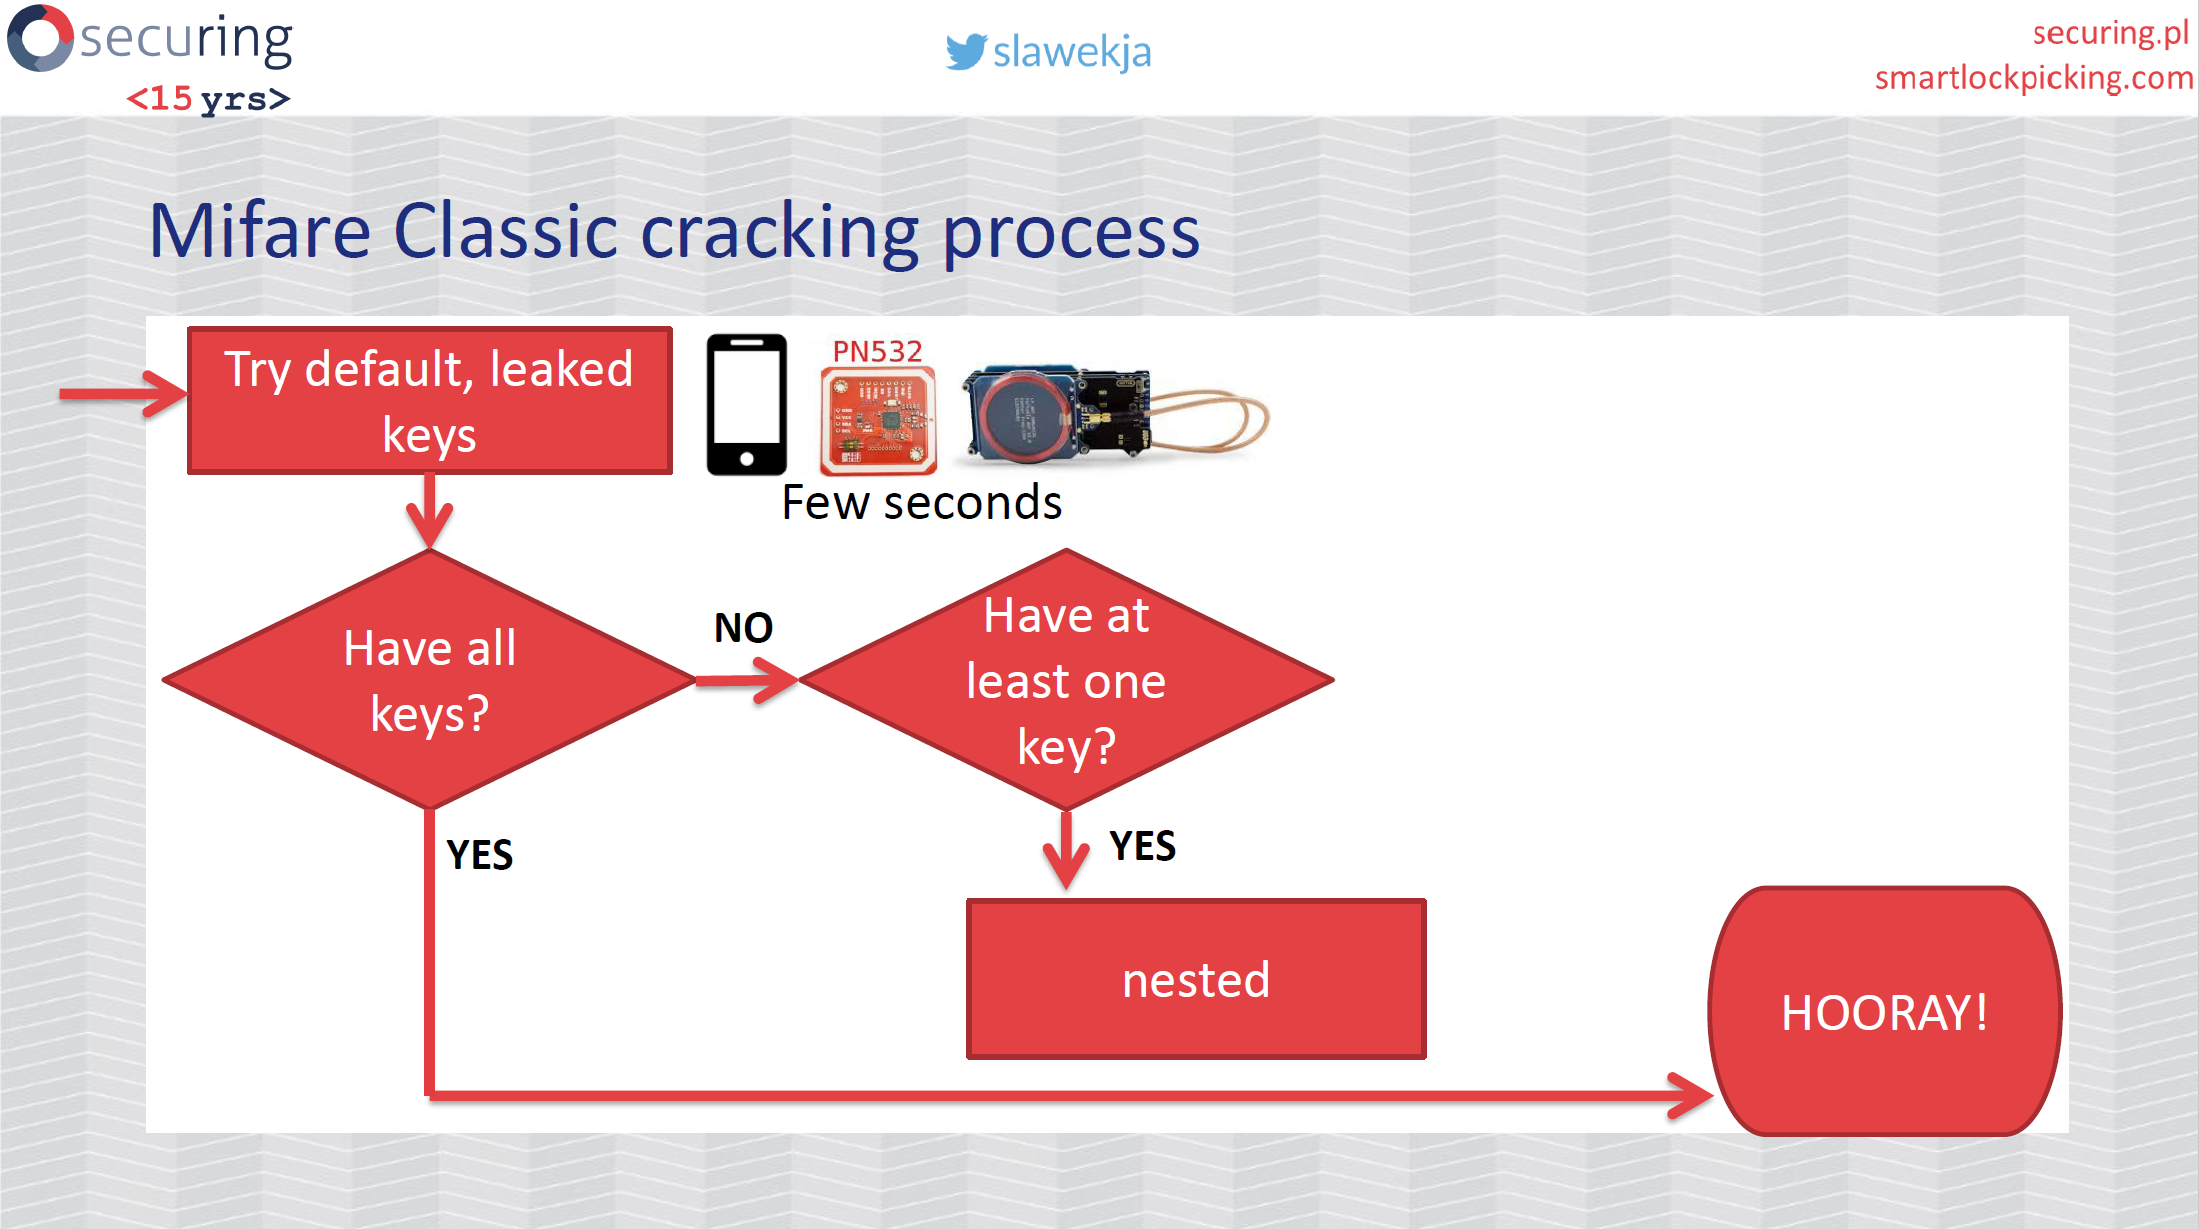 securing
<15 yrs>
slawekja
securing.pl
smartlockpicking.com
Mifare Classic cracking process
Try default, leaked
keys
PN532
Few seconds
Have all
keys?
NO
Have at
least one
key?
YES
YES
nested
HOORAY!